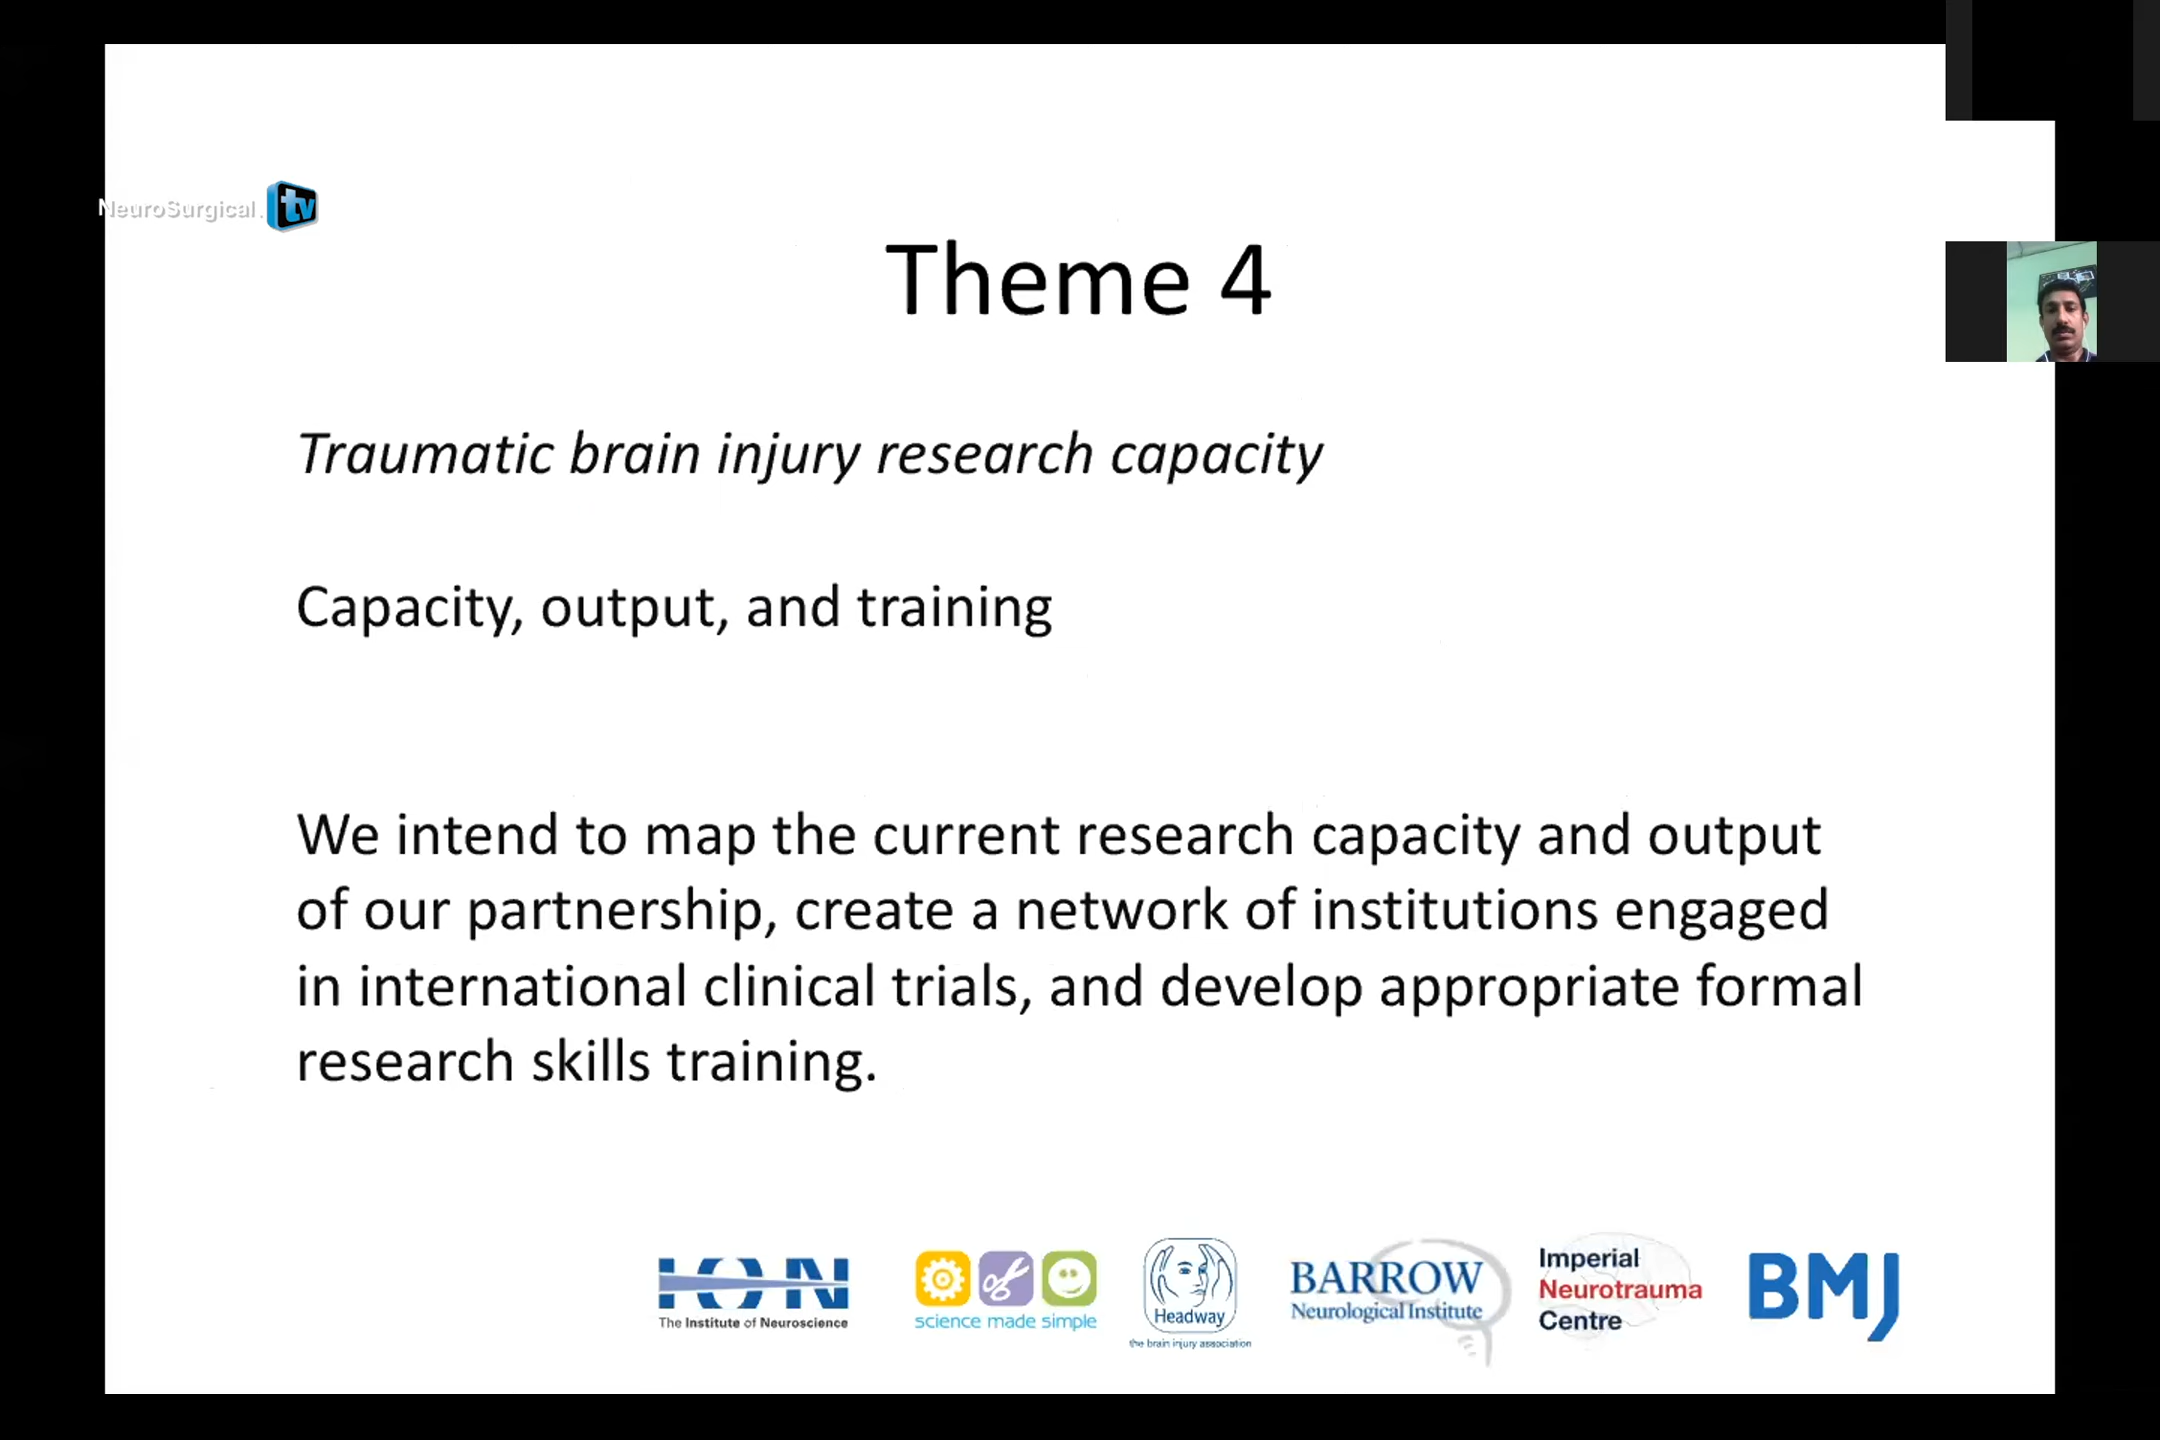 NeuroSurgical.tv
Theme 4
Traumatic brain injury research capacity
Capacity, output, and training
We intend to map the current research capacity and output
of our partnership, create a network of institutions engaged
in international clinical trials, and develop appropriate formal
research skills training.
ION
The Institute of Neuroscience
science made simple
Headway
the brain injury association
BARROW
Neurological Institute
Imperial
Neurotrauma
Centre
BMJ